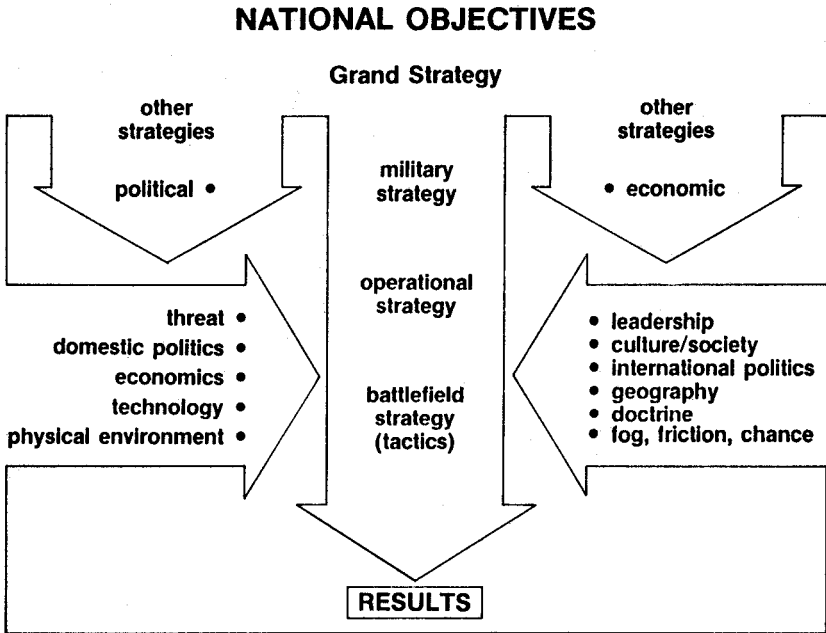 NATIONAL OBJECTIVES
Grand Strategy
other
strategies
political •
military
strategy
other
strategies
• economic
operational
strategy
threat •
domestic politics •
economics •
technology •
physical environment •
battlefield
strategy
(tactics)
• leadership
• culture/society
• international politics
• geography
• doctrine
• fog, friction, chance
RESULTS